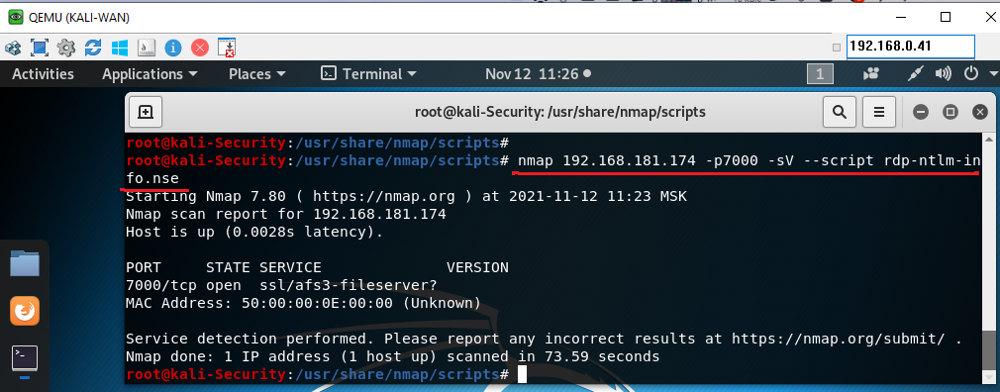 QEMU (KALI-WAN)
192.168.0.41
Activities Applications Places Terminal Nov 12 11:26 1
root@kali-Security: /usr/share/nmap/scripts
root@kali-Security:/usr/share/nmap/scripts#
root@kali-Security:/usr/share/nmap/scripts# nmap 192.168.181.174 -p7000 -sV --script rdp-ntlm-in
fo.nse
Starting Nmap 7.80 ( https://nmap.org ) at 2021-11-12 11:23 MSK
Nmap scan report for 192.168.181.174
Host is up (0.0028s latency).
PORT     STATE SERVICE              VERSION
7000/tcp open  ssl/afs3-fileserver?
MAC Address: 50:00:00:0E:00:00 (Unknown)
Service detection performed. Please report any incorrect results at https://nmap.org/submit/ .
Nmap done: 1 IP address (1 host up) scanned in 73.59 seconds
root@kali-Security:/usr/share/nmap/scripts#